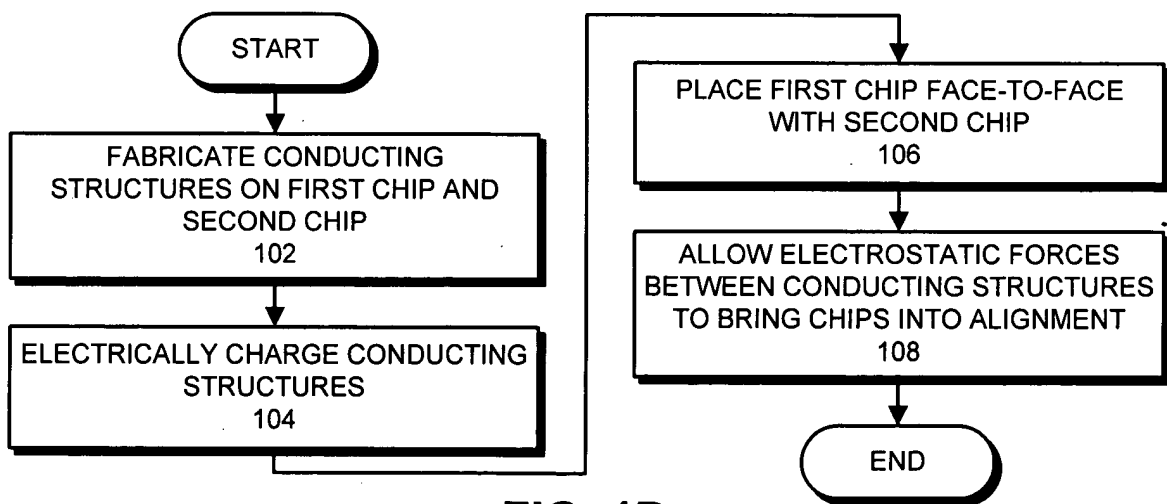 START
FABRICATE CONDUCTING
STRUCTURES ON FIRST CHIP AND
SECOND CHIP
102
ELECTRICALLY CHARGE CONDUCTING
STRUCTURES
104
PLACE FIRST CHIP FACE-TO-FACE
WITH SECOND CHIP
106
ALLOW ELECTROSTATIC FORCES
BETWEEN CONDUCTING STRUCTURES
TO BRING CHIPS INTO ALIGNMENT
108
END